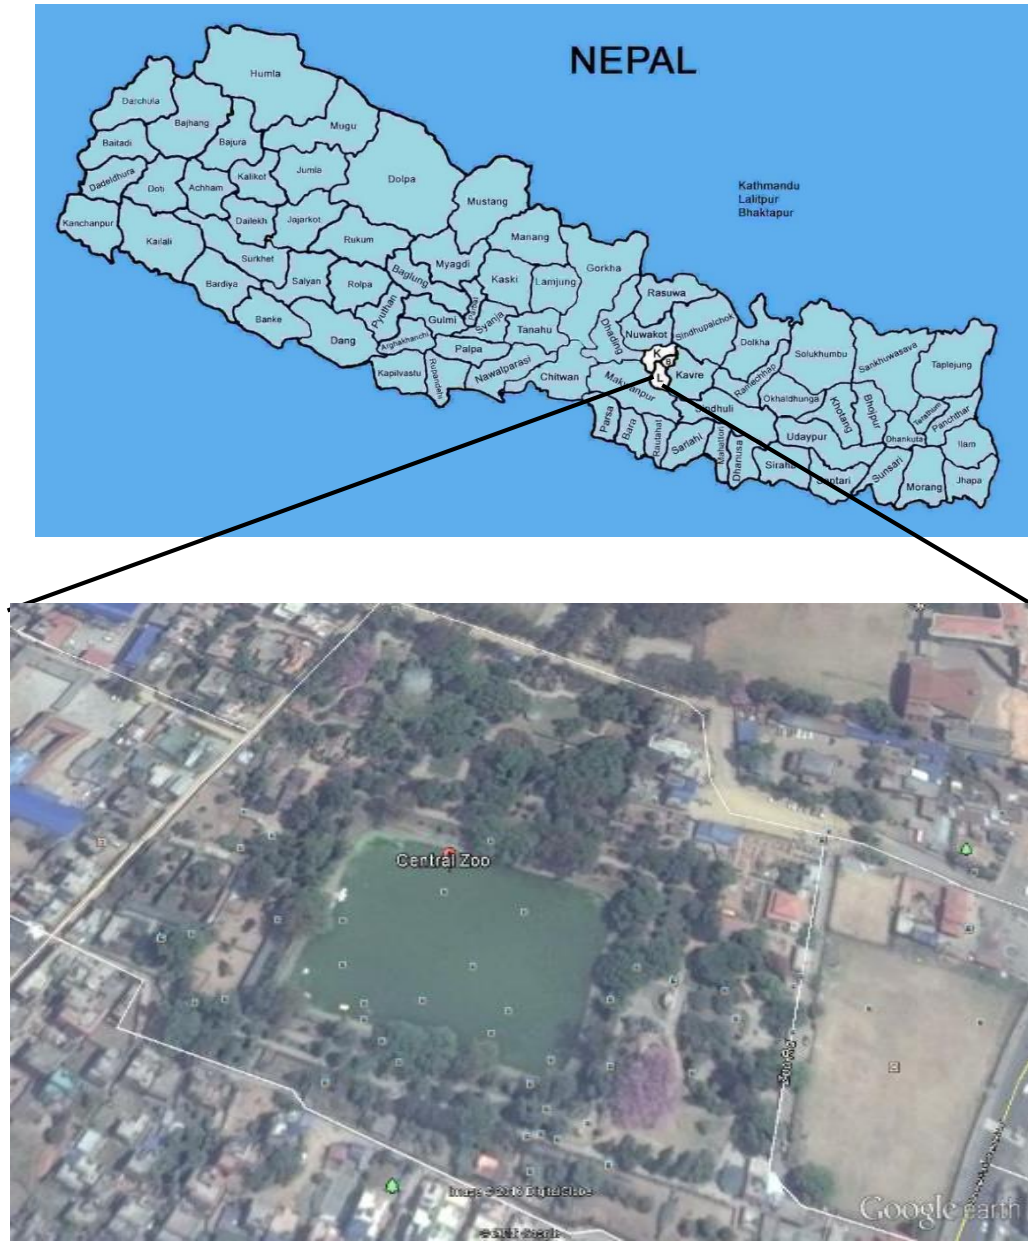 NEPAL
Humla
Darchula
Bajhang
Mugu
Baitadi
Bajura
Jumla
Dolpa
Kalikot
Dadeldhura
Doti
Achham
Kathmandu
Lalitpur
Bhaktapur
Mustang
Kanchanpur
Dailekh
Jajarkot
Kailali
Rukum
Manang
Surkhet
Myagdi
Gorkha
Bardiya
Salyan
Rolpa
Baglung
Kaski
Lamjung
Rasuwa
Banke
Pyuthan
Gulmi
Syanja
Tanahu
Dhading
Nuwakot
Sindhupalchok
Dolkha
Solukhumbu
Sankhuwasava
Taplejung
Dang
Arghakhanchi
Palpa
K
B
L
Kavre
Ramechhap
Kapilvastu
Rupandehi
Nawalparasi
Chitwan
Makwanpur
Okhaldhunga
Khotang
Bhojpur
Terathum
Panchthar
Sindhuli
Parsa
Bara
Rautahat
Sarlahi
Mahattori
Dhanusa
Siraha
Udaypur
Dhankuta
Ilam
Saptari
Sunsari
Morang
Jhapa
Central Zoo
Zoo Rd
Google earth